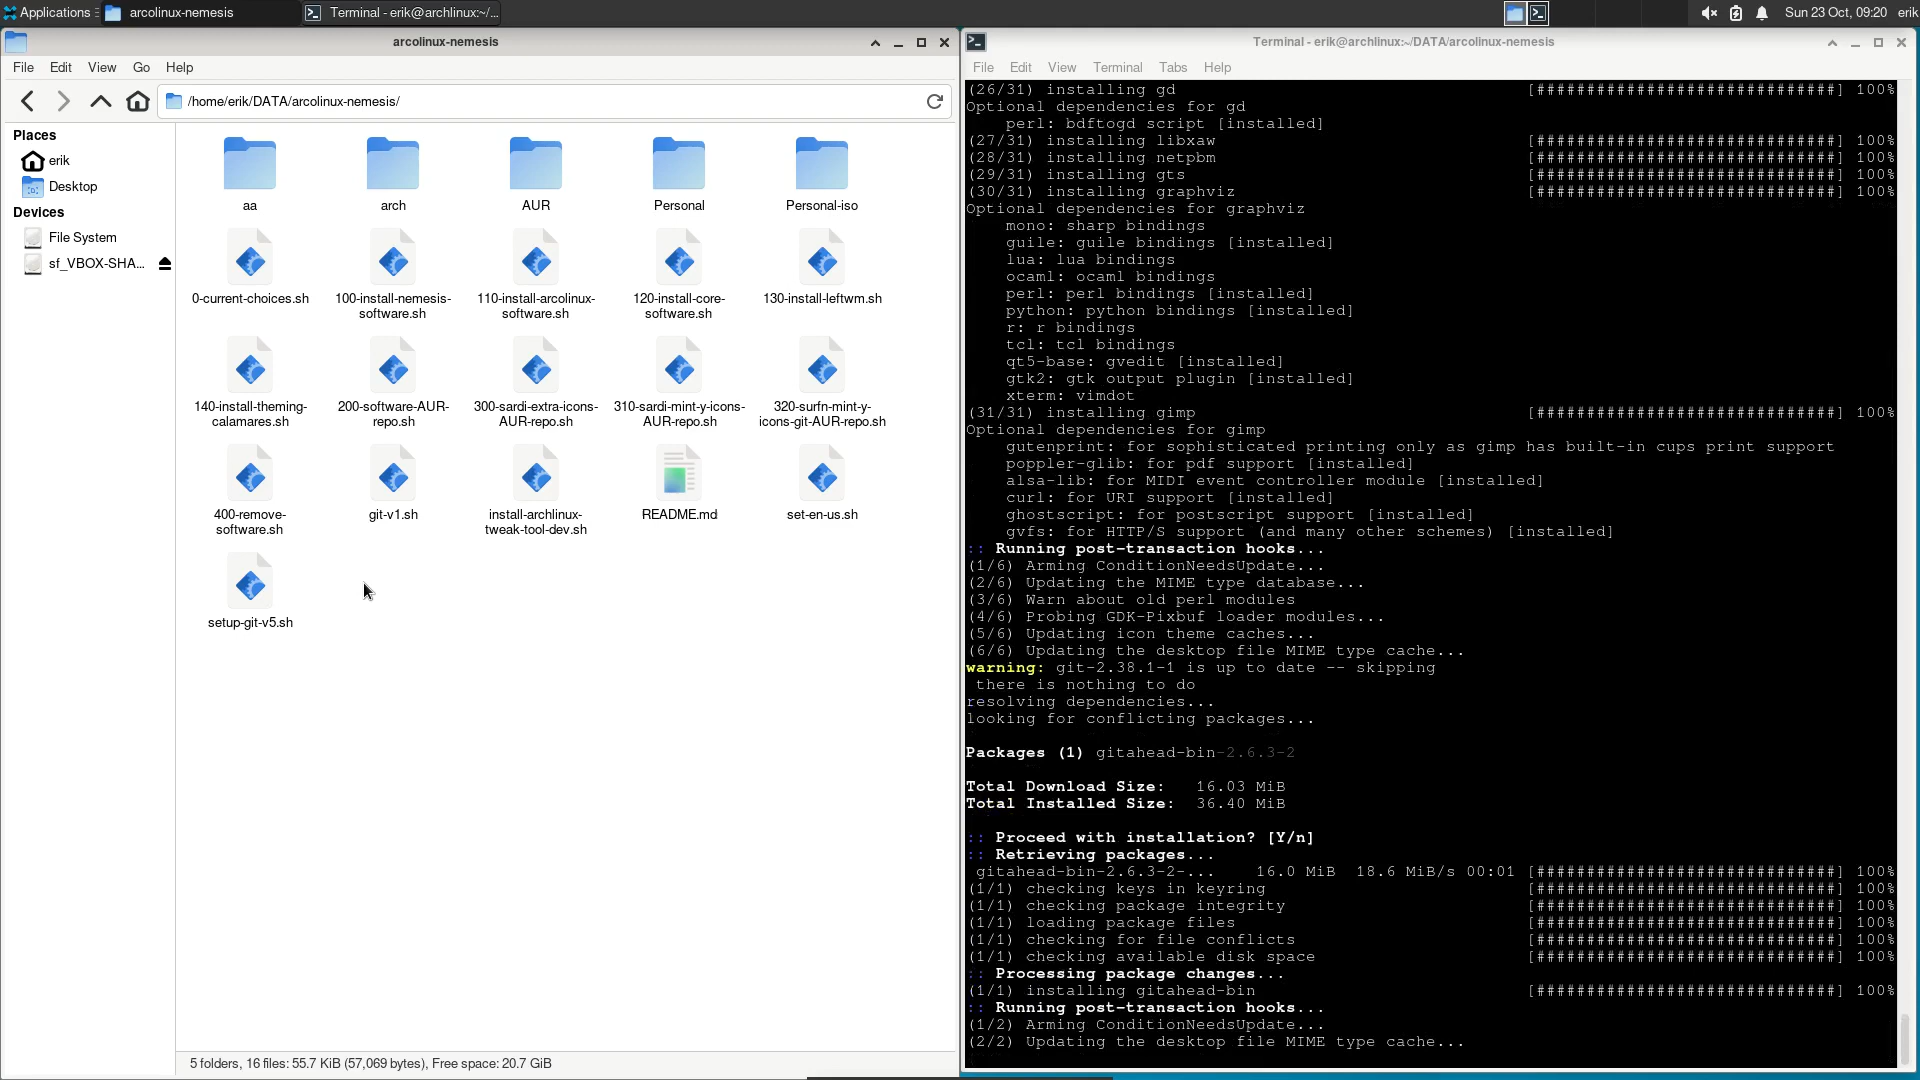 Applications
arcolinux-nemesis
Terminal - erik@archlinux:~/...
Sun 23 Oct, 09:20
erik
arcolinux-nemesis
File Edit View Go Help
/home/erik/DATA/arcolinux-nemesis/
Places
erik
Desktop
Devices
File System
sf_VBOX-SHA...
aa
arch
AUR
Personal
Personal-iso
0-current-choices.sh
100-install-nemesis-
software.sh
110-install-arcolinux-
software.sh
120-install-core-
software.sh
130-install-leftwm.sh
140-install-theming-
calamares.sh
200-software-AUR-
repo.sh
300-sardi-extra-icons-
AUR-repo.sh
310-sardi-mint-y-icons-
AUR-repo.sh
320-surfn-mint-y-
icons-git-AUR-repo.sh
400-remove-
software.sh
git-v1.sh
install-archlinux-
tweak-tool-dev.sh
README.md
set-en-us.sh
setup-git-v5.sh
5 folders, 16 files: 55.7 KiB (57,069 bytes), Free space: 20.7 GiB
Terminal - erik@archlinux:~/DATA/arcolinux-nemesis
File Edit View Terminal Tabs Help
(26/31) installing gd [##############################] 100%
Optional dependencies for gd
perl: bdftogd script [installed]
(27/31) installing libxaw [##############################] 100%
(28/31) installing netpbm [##############################] 100%
(29/31) installing gts [##############################] 100%
(30/31) installing graphviz [##############################] 100%
Optional dependencies for graphviz
mono: sharp bindings
guile: guile bindings [installed]
lua: lua bindings
ocaml: ocaml bindings
perl: perl bindings [installed]
python: python bindings [installed]
r: r bindings
tcl: tcl bindings
qt5-base: gvedit [installed]
gtk2: gtk output plugin [installed]
xterm: vimdot
(31/31) installing gimp [##############################] 100%
Optional dependencies for gimp
gutenprint: for sophisticated printing only as gimp has built-in cups print support
poppler-glib: for pdf support [installed]
alsa-lib: for MIDI event controller module [installed]
curl: for URI support [installed]
ghostscript: for postscript support [installed]
gvfs: for HTTP/S support (and many other schemes) [installed]
:: Running post-transaction hooks...
(1/6) Arming ConditionNeedsUpdate...
(2/6) Updating the MIME type database...
(3/6) Warn about old perl modules
(4/6) Probing GDK-Pixbuf loader modules...
(5/6) Updating icon theme caches...
(6/6) Updating the desktop file MIME type cache...
warning: git-2.38.1-1 is up to date -- skipping
there is nothing to do
resolving dependencies...
looking for conflicting packages...
Packages (1) gitahead-bin-2.6.3-2
Total Download Size: 16.03 MiB
Total Installed Size: 36.40 MiB
:: Proceed with installation? [Y/n]
:: Retrieving packages...
gitahead-bin-2.6.3-2-... 16.0 MiB 18.6 MiB/s 00:01 [##############################] 100%
(1/1) checking keys in keyring [##############################] 100%
(1/1) checking package integrity [##############################] 100%
(1/1) loading package files [##############################] 100%
(1/1) checking for file conflicts [##############################] 100%
(1/1) checking available disk space [##############################] 100%
:: Processing package changes...
(1/1) installing gitahead-bin [##############################] 100%
:: Running post-transaction hooks...
(1/2) Arming ConditionNeedsUpdate...
(2/2) Updating the desktop file MIME type cache...